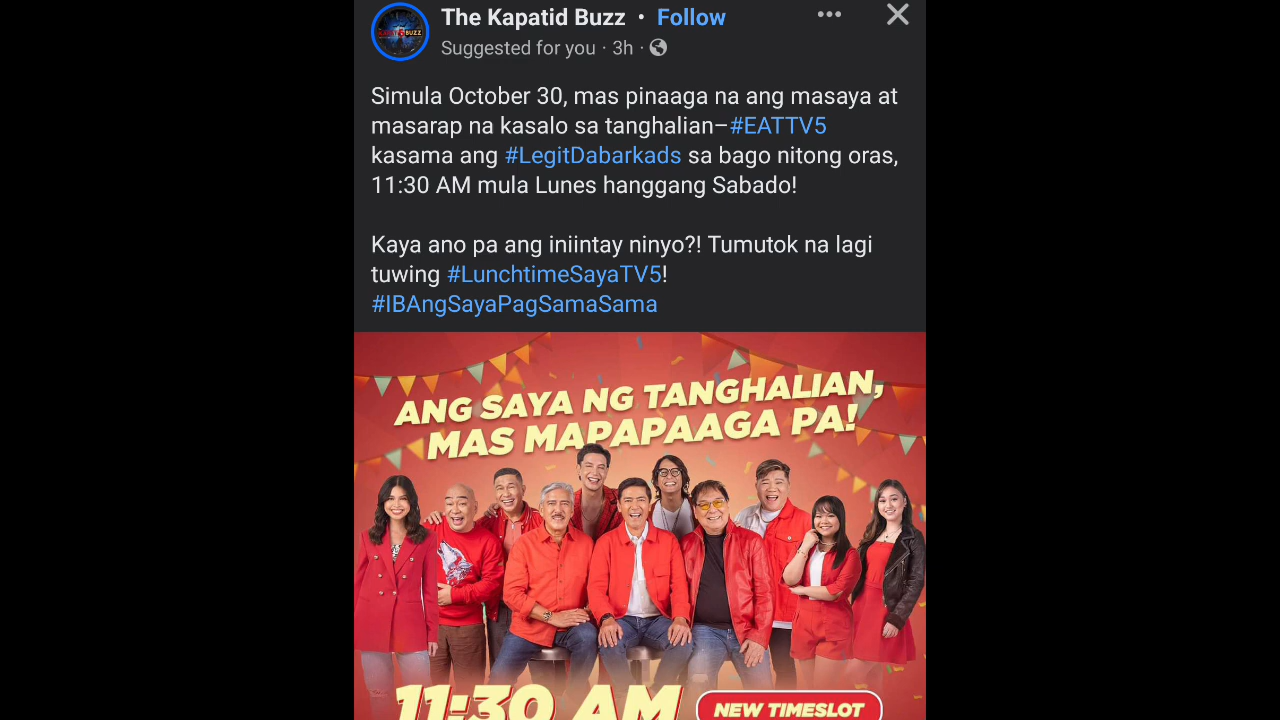 The Kapatid Buzz • Follow
Suggested for you · 3h ·
Simula October 30, mas pinaaga na ang masaya at
masarap na kasalo sa tanghalian–#EATTV5
kasama ang #LegitDabarkads sa bago nitong oras,
11:30 AM mula Lunes hanggang Sabado!
Kaya ano pa ang iniintay ninyo?! Tumutok na lagi
tuwing #LunchtimeSayaTV5!
#IBAngSayaPagSamaSama
ANG SAYA NG TANGHALIAN,
MAS MAPAPAAGA PA!
11:30 AM NEW TIMESLOT